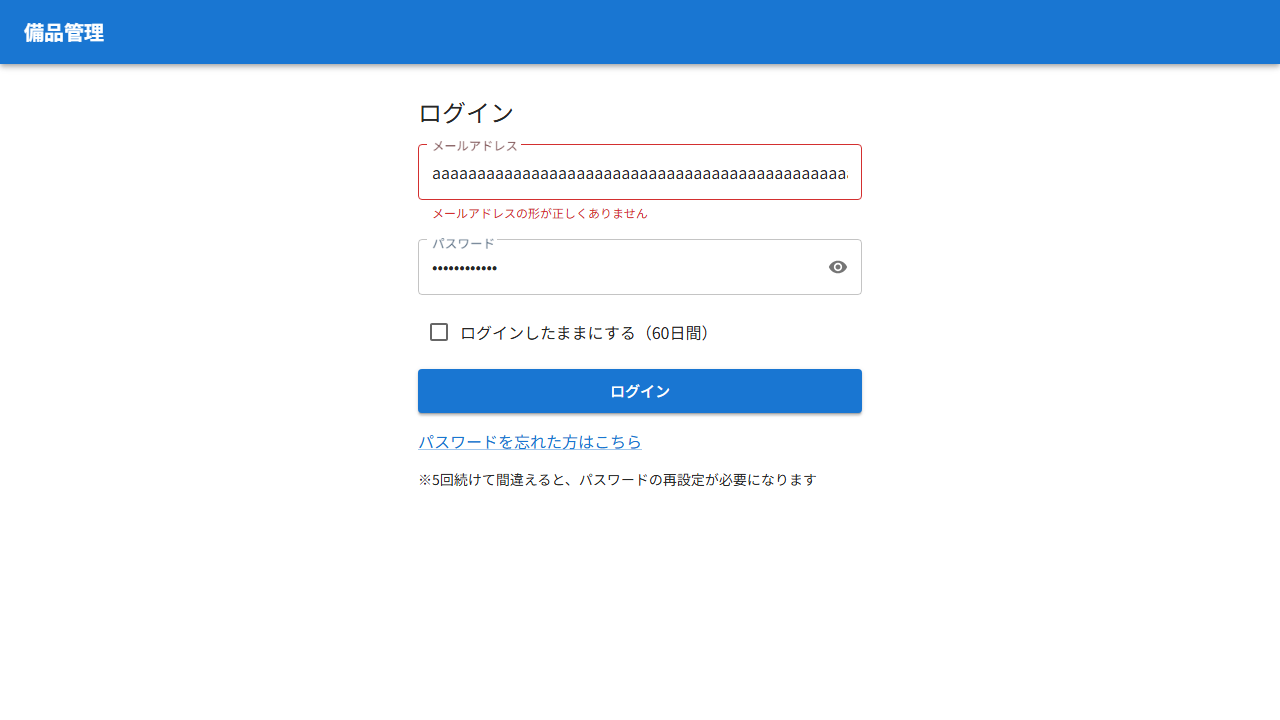 備品管理
ログイン
メールアドレス
aaaaaaaaaaaaaaaaaaaaaaaaaaaaaaaaaaaaaaaaaaaaaaa
メールアドレスの形が正しくありません
パスワード
••••••••••••
ログインしたままにする（60日間）
ログイン
パスワードを忘れた方はこちら
※5回続けて間違えると、パスワードの再設定が必要になります